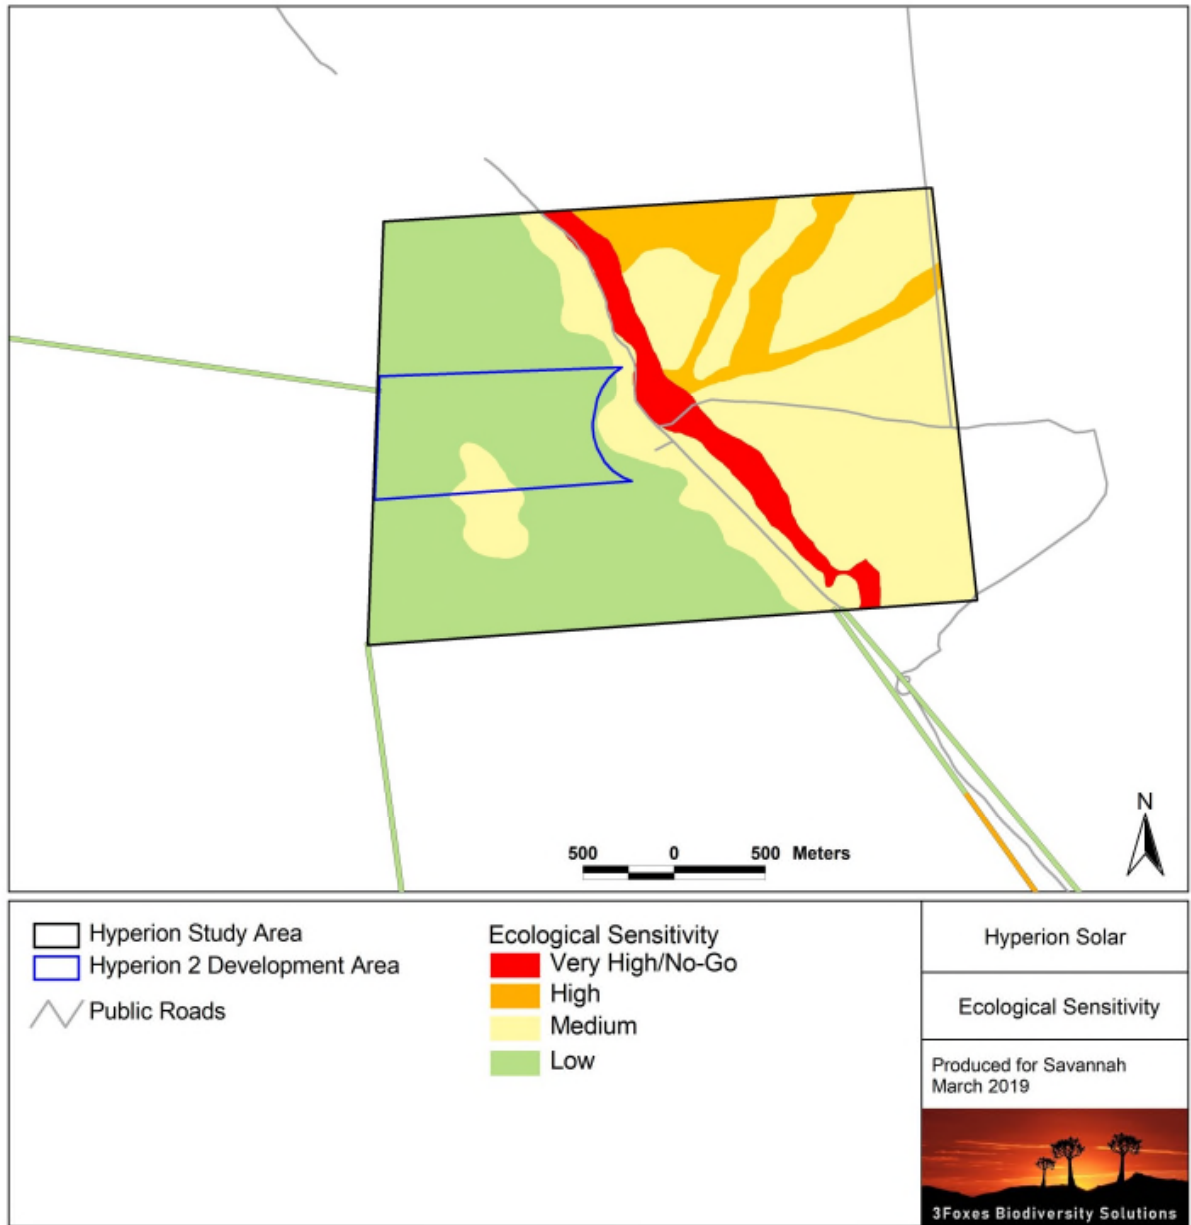 N
500 0 500 Meters
Hyperion Study Area
Hyperion 2 Development Area
Public Roads
Ecological Sensitivity
Very High/No-Go
High
Medium
Low
Hyperion Solar
Ecological Sensitivity
Produced for Savannah
March 2019
3Foxes Biodiversity Solutions